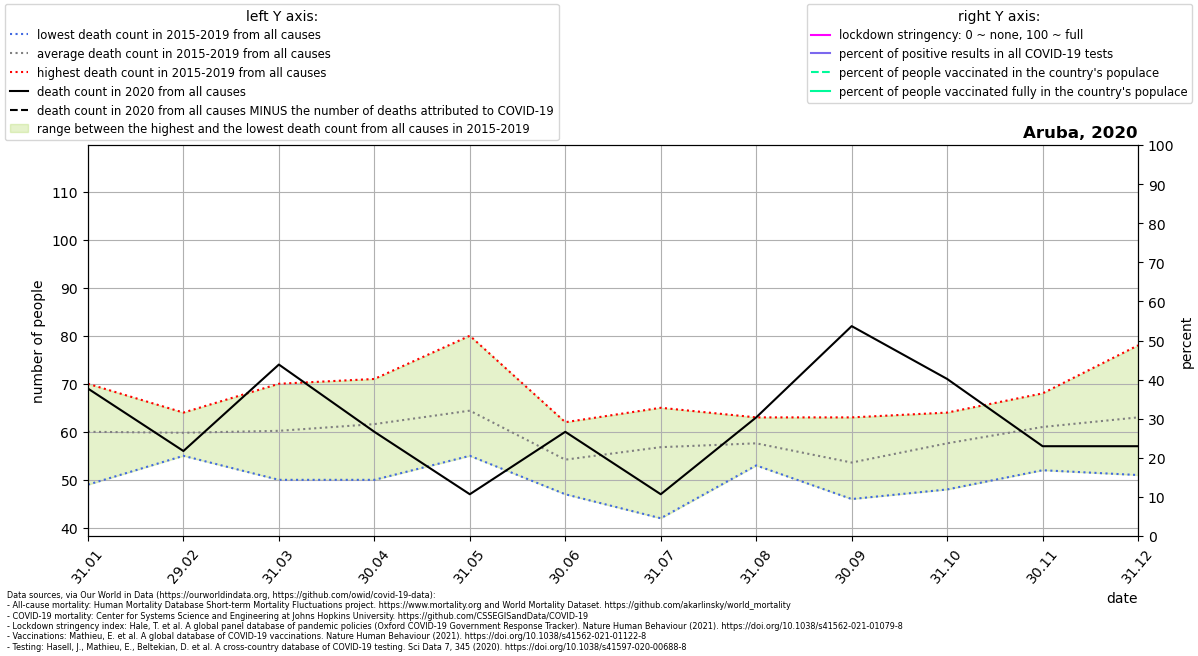 left Y axis:
lowest death count in 2015-2019 from all causes
average death count in 2015-2019 from all causes
highest death count in 2015-2019 from all causes
death count in 2020 from all causes
death count in 2020 from all causes MINUS the number of deaths attributed to COVID-19
range between the highest and the lowest death count from all causes in 2015-2019
right Y axis:
lockdown stringency: 0 ~ none, 100 ~ full
percent of positive results in all COVID-19 tests
percent of people vaccinated in the country's populace
percent of people vaccinated fully in the country's populace
Aruba, 2020
number of people
110
100
90
80
70
60
50
40
100
90
80
70
60
50
40
30
20
10
0
percent
31.01
29.02
31.03
30.04
31.05
30.06
31.07
31.08
30.09
31.10
30.11
31.12
date
Data sources, via Our World in Data (https://ourworldindata.org, https://github.com/owid/covid-19-data):
- All-cause mortality: Human Mortality Database Short-term Mortality Fluctuations project. https://www.mortality.org and World Mortality Dataset. https://github.com/akarlinsky/world_mortality
- COVID-19 mortality: Center for Systems Science and Engineering at Johns Hopkins University. https://github.com/CSSEGISandData/COVID-19
- Lockdown stringency index: Hale, T. et al. A global panel database of pandemic policies (Oxford COVID-19 Government Response Tracker). Nature Human Behaviour (2021). https://doi.org/10.1038/s41562-021-01079-8
- Vaccinations: Mathieu, E. et al. A global database of COVID-19 vaccinations. Nature Human Behaviour (2021). https://doi.org/10.1038/s41562-021-01122-8
- Testing: Hasell, J., Mathieu, E., Beltekian, D. et al. A cross-country database of COVID-19 testing. Sci Data 7, 345 (2020). https://doi.org/10.1038/s41597-020-00688-8